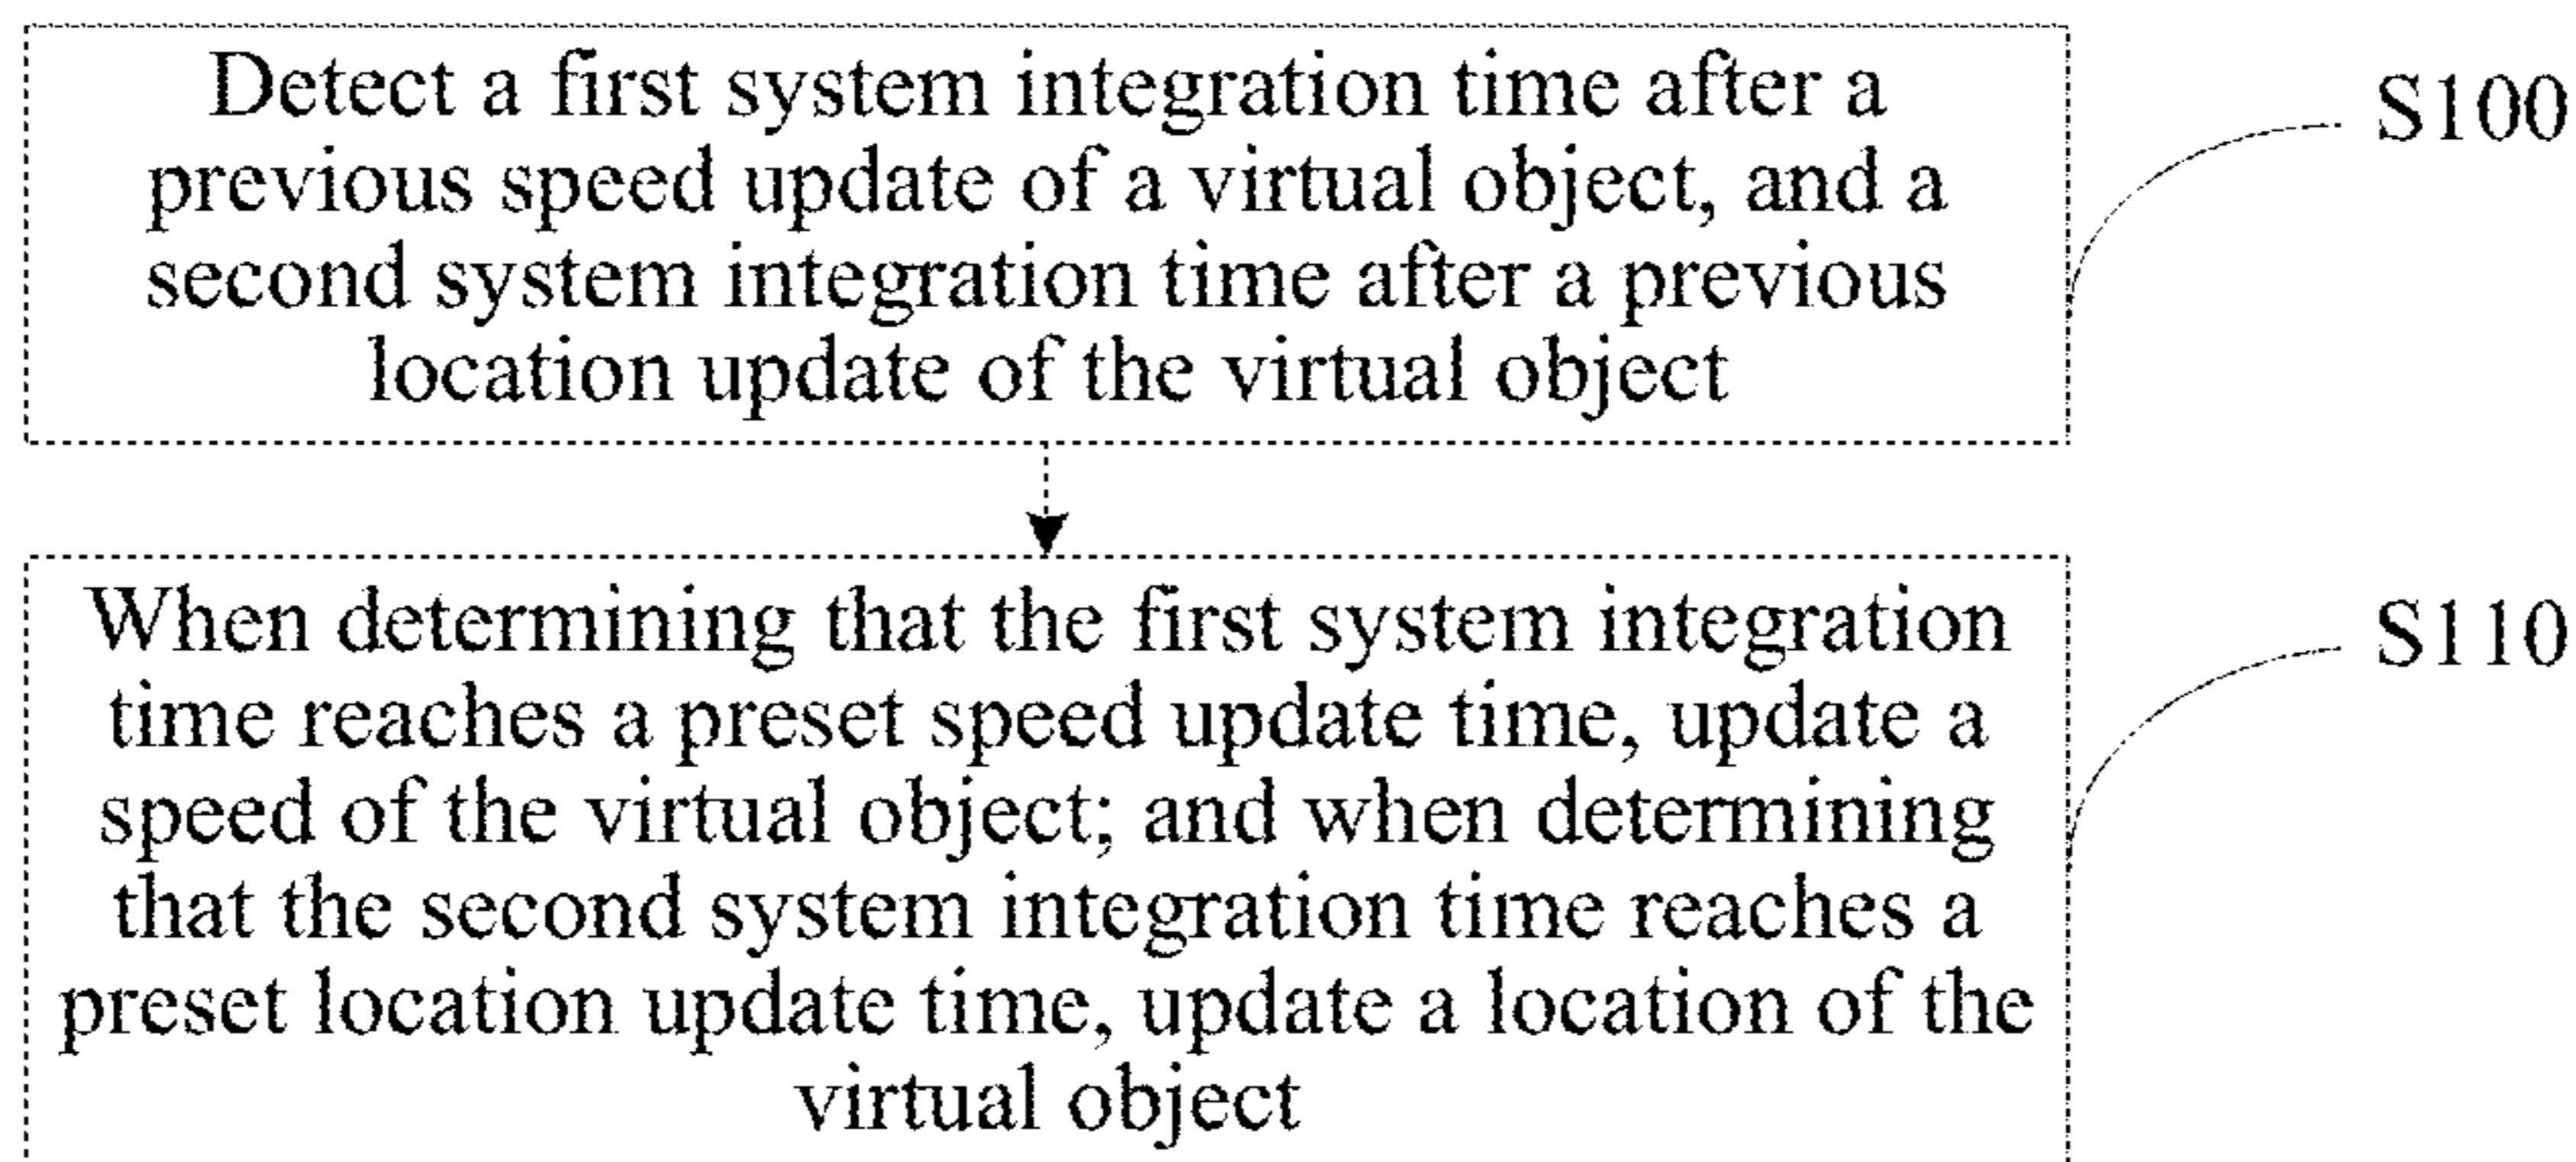 Detect a first system integration time after a
previous speed update of a virtual object, and a
second system integration time after a previous
location update of the virtual object
S100
When determining that the first system integration
time reaches a preset speed update time, update a
speed of the virtual object; and when determining
that the second system integration time reaches a
preset location update time, update a location of the
virtual object
S110